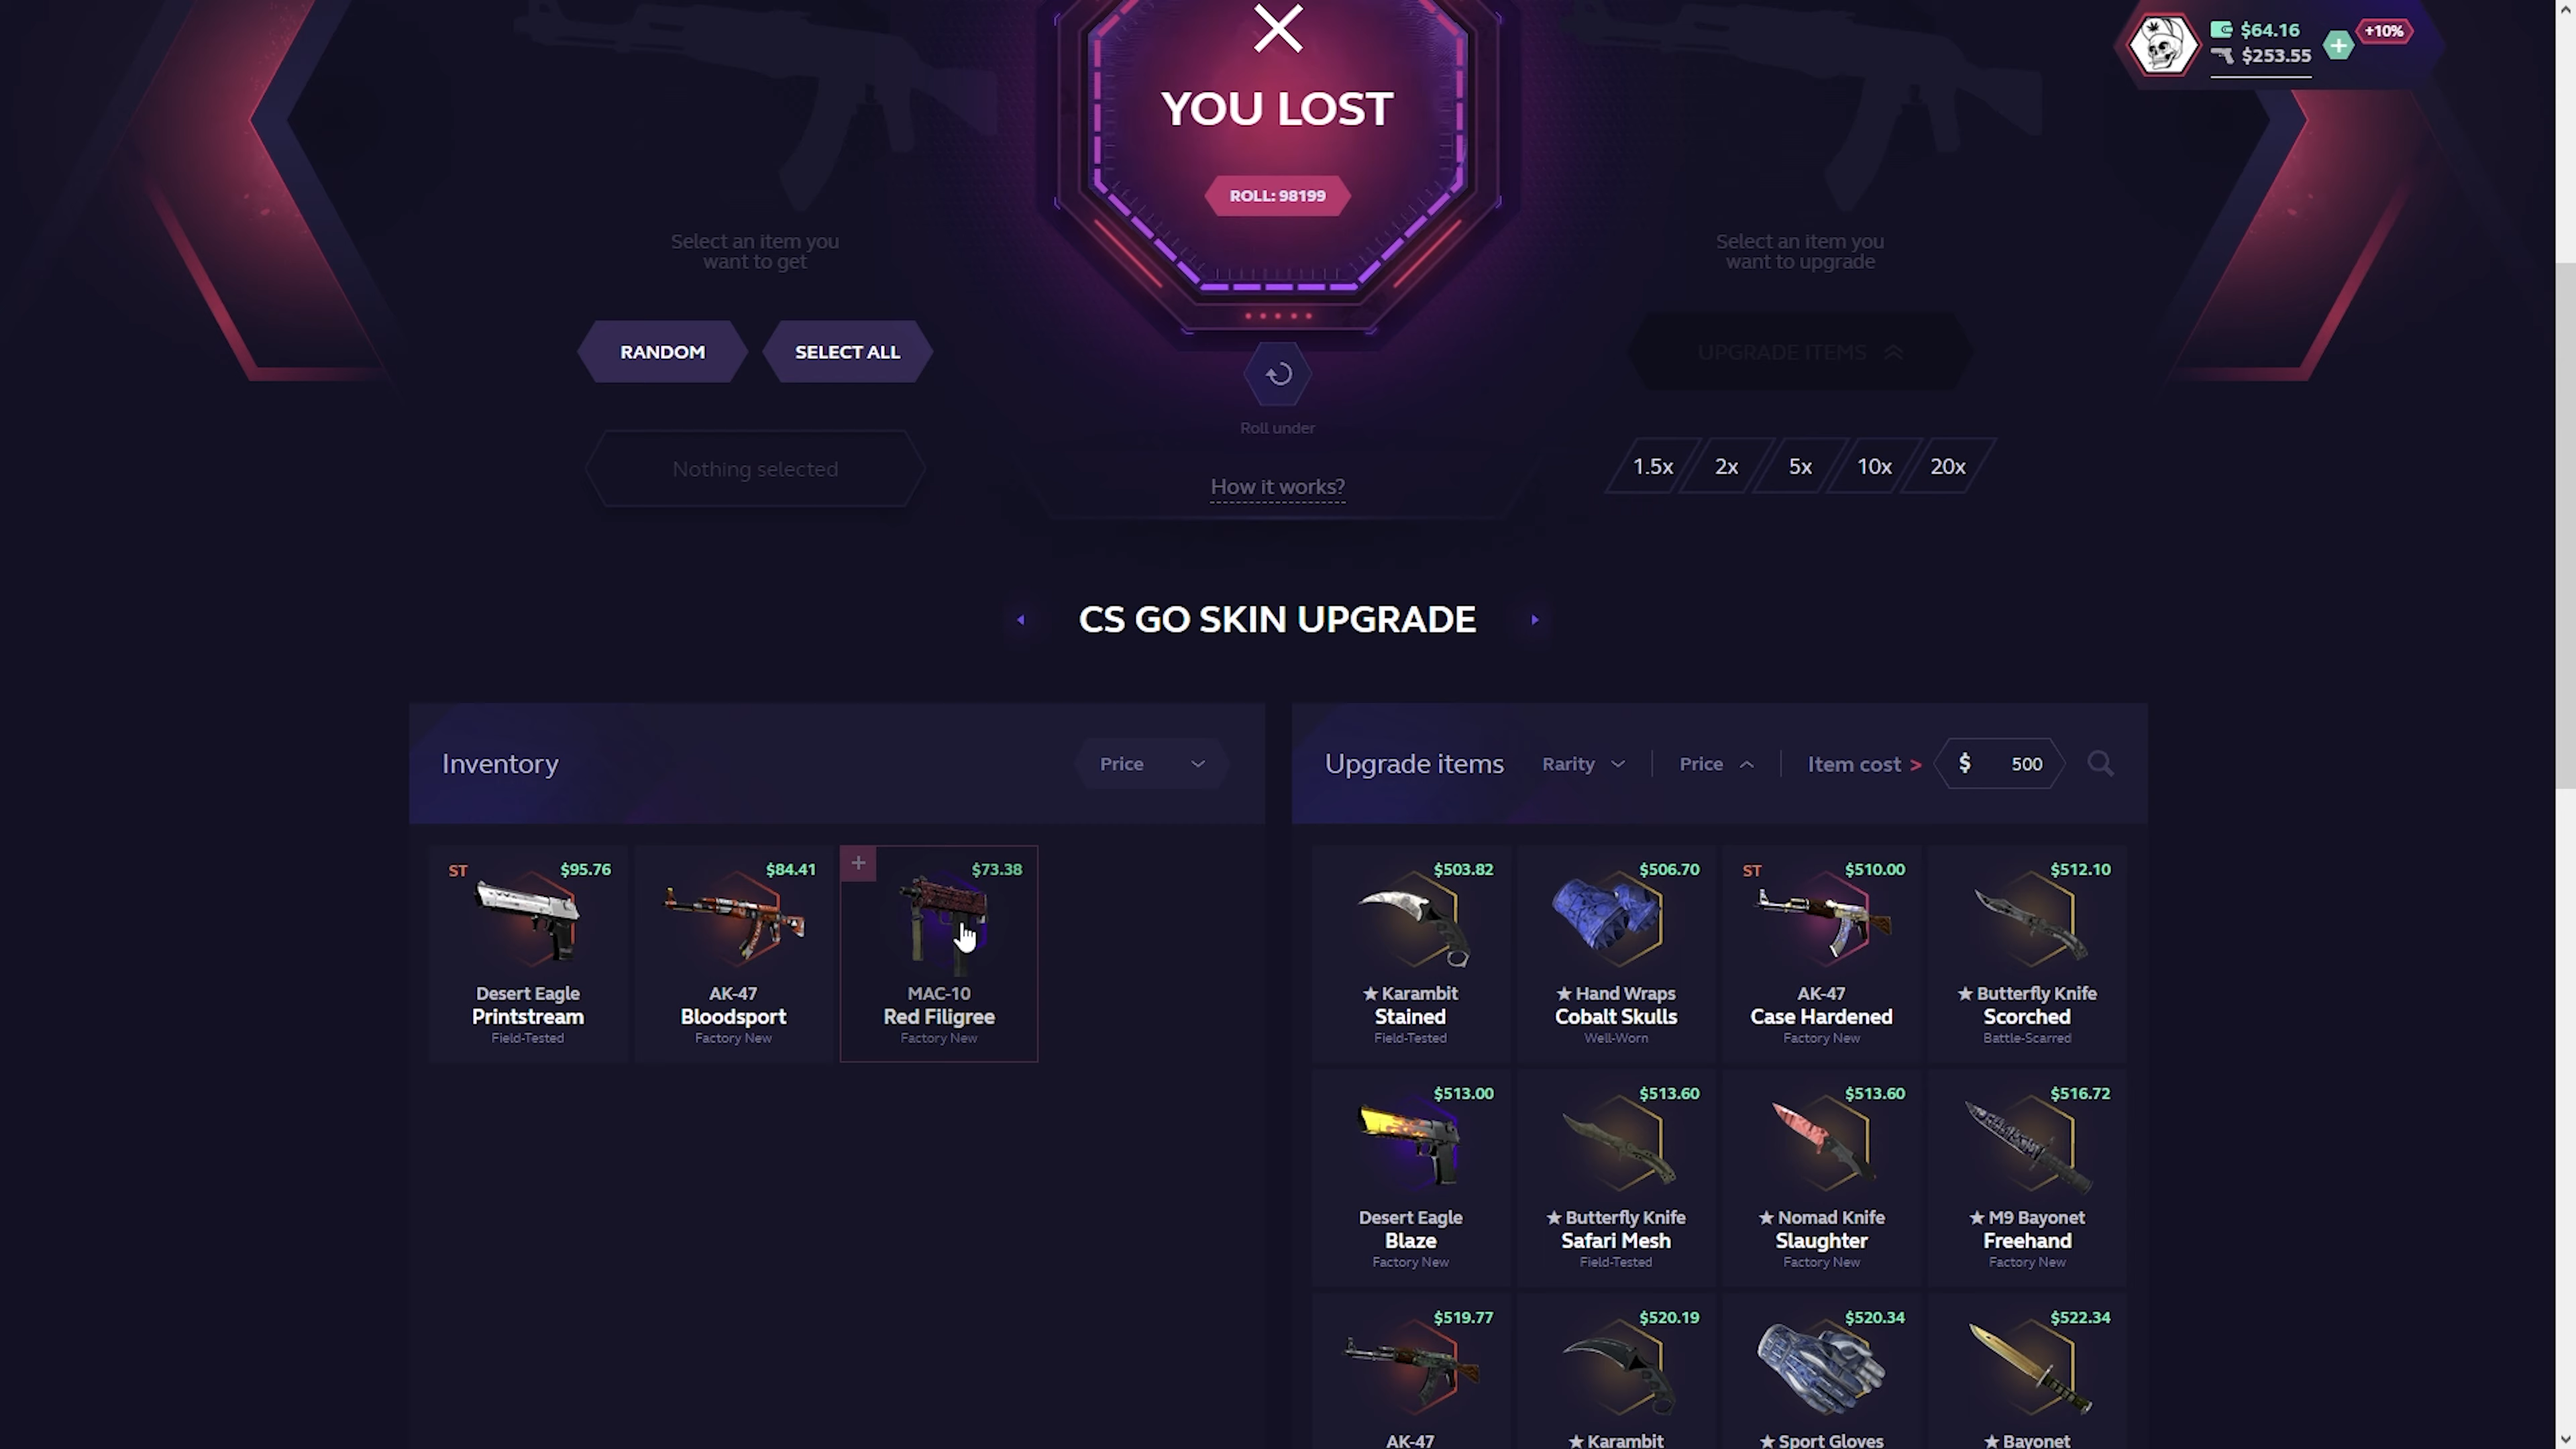 YOU LOST
ROLL: 98199
$64.16
$253.55
+10%
Select an item you
want to get
RANDOM
SELECT ALL
Nothing selected
Roll under
How it works?
Select an item you
want to upgrade
UPGRADE ITEMS
1.5x 2x 5x 10x 20x
CS GO SKIN UPGRADE
Inventory
Price
ST $95.76
Desert Eagle
Printstream
Field-Tested
$84.41
AK-47
Bloodsport
Factory New
+ $73.38
MAC-10
Red Filigree
Factory New
Upgrade items Rarity Price Item cost > $ 500
$503.82
★ Karambit
Stained
Field-Tested
$506.70
★ Hand Wraps
Cobalt Skulls
Well-Worn
ST $510.00
AK-47
Case Hardened
Factory New
$512.10
★ Butterfly Knife
Scorched
Battle-Scarred
$513.00
Desert Eagle
Blaze
Factory New
$513.60
★ Butterfly Knife
Safari Mesh
Field-Tested
$513.60
★ Nomad Knife
Slaughter
Factory New
$516.72
★ M9 Bayonet
Freehand
Factory New
$519.77
AK-47
$520.19
★ Karambit
$520.34
★ Sport Gloves
$522.34
★ Bayonet